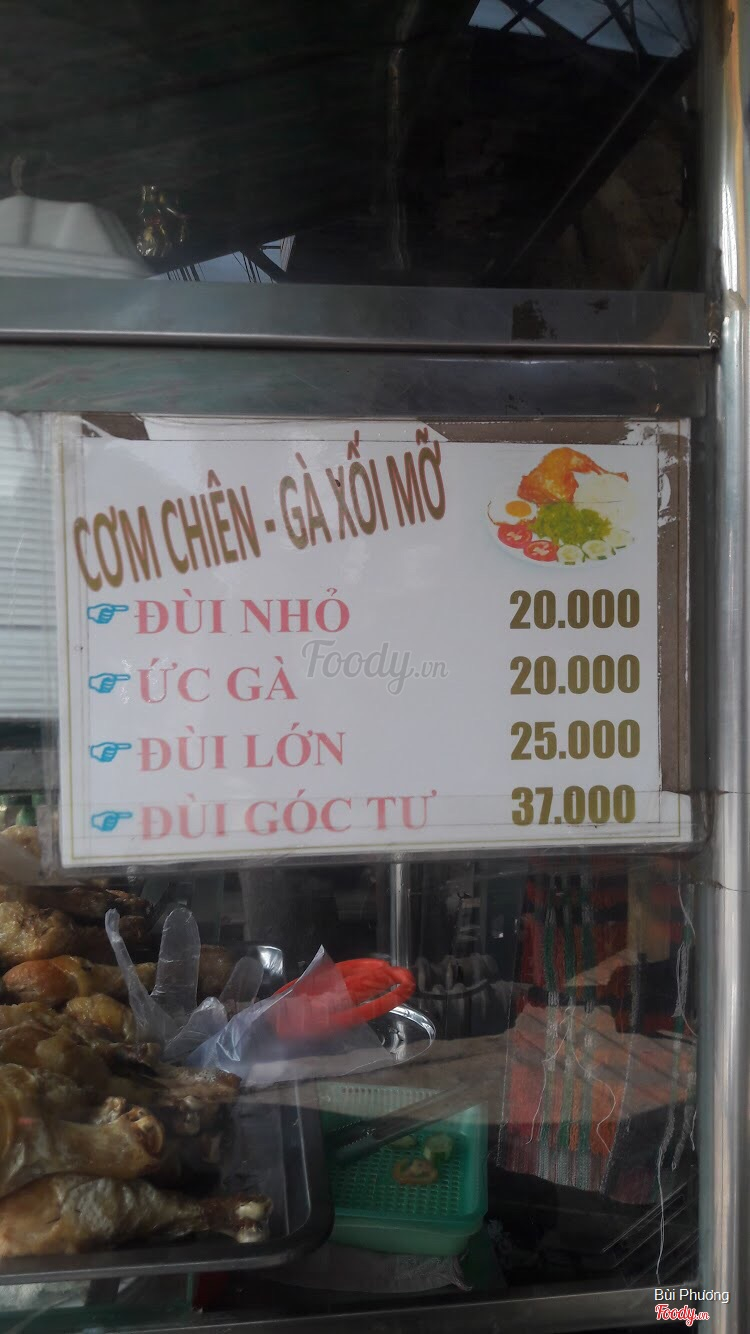 CƠM CHIÊN - GÀ XỐI MỠ
ĐÙI NHỎ 20.000
ỨC GÀ 20.000
ĐÙI LỚN 25.000
ĐÙI GÓC TƯ 37.000
Foody.vn
Bùi Phương
Foody.vn